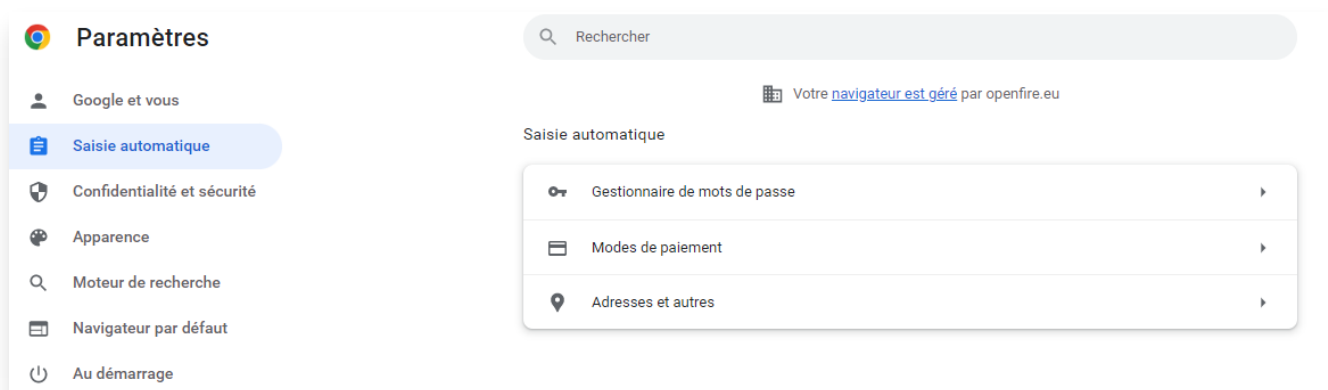 Paramètres
Rechercher
Google et vous
Saisie automatique
Confidentialité et sécurité
Apparence
Moteur de recherche
Navigateur par défaut
Au démarrage
Votre navigateur est géré par openfire.eu
Saisie automatique
Gestionnaire de mots de passe
Modes de paiement
Adresses et autres